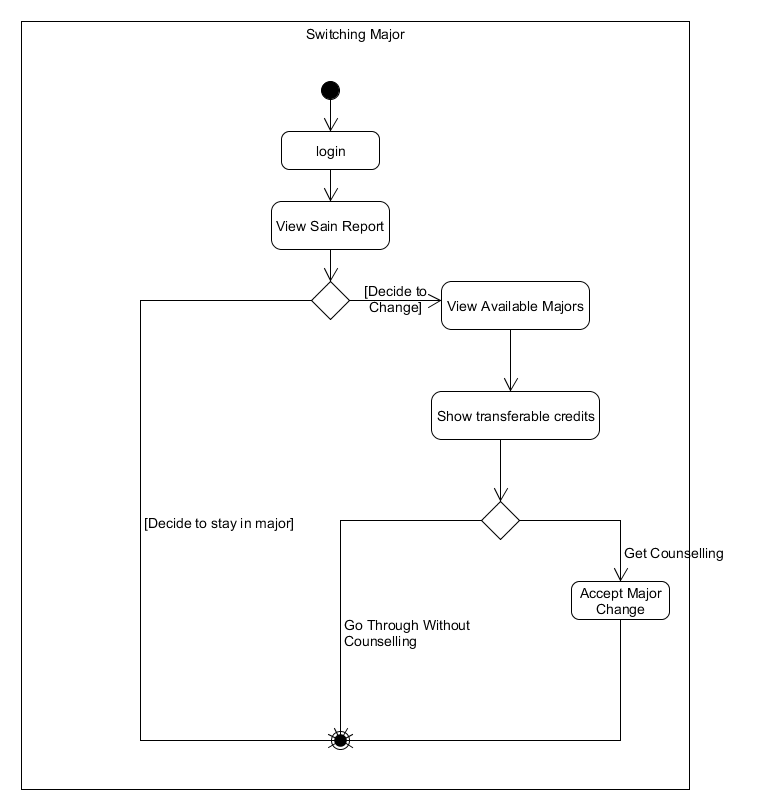 Switching Major
login
View Sain Report
[Decide to
Change]
View Available Majors
Show transferable credits
[Decide to stay in major]
Get Counselling
Accept Major
Change
Go Through Without
Counselling